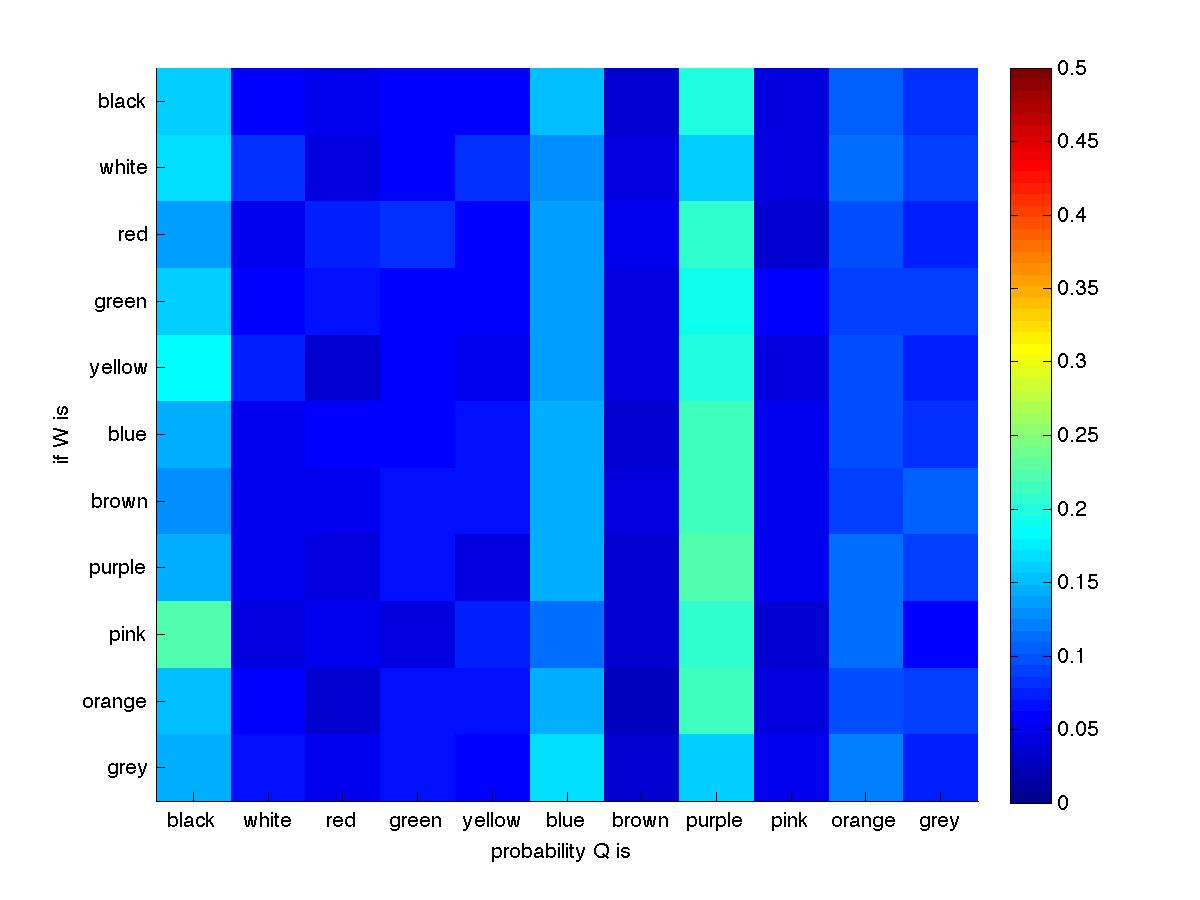 0.5
black
0.45
white
0.4
red
0.35
green
0.3
yellow
0.25
blue
if W is
0.2
brown
0.15
purple
0.1
pink
0.05
orange
0
grey
black white red green yellow blue brown purple pink orange grey
probability Q is